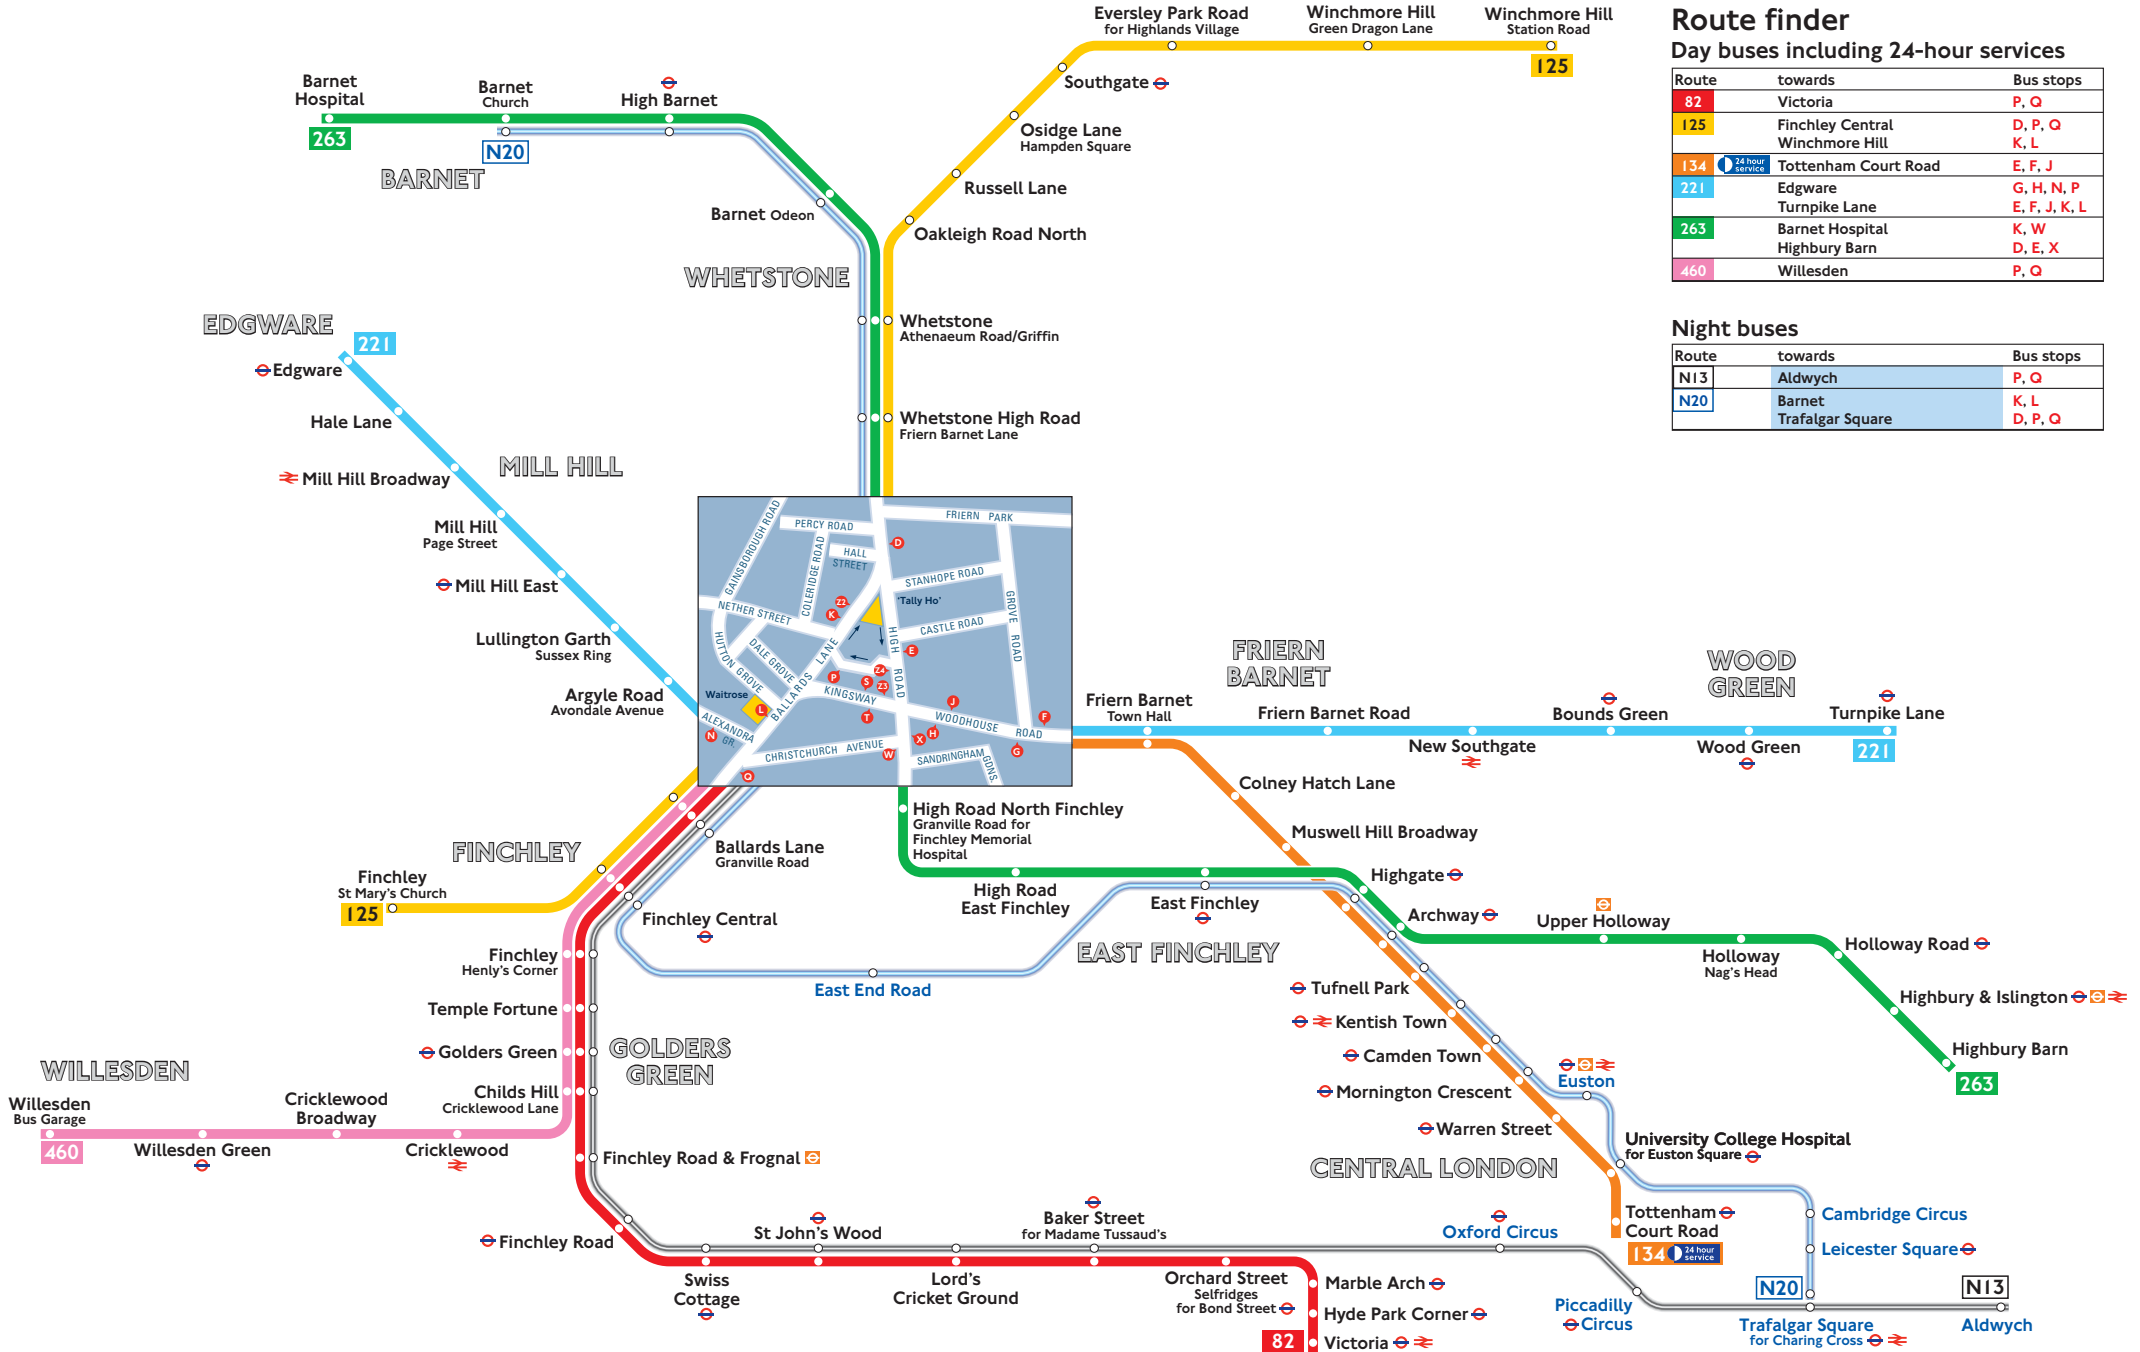 Route finder
Day buses including 24-hour services
Route towards Bus stops
82 Victoria P, Q
125 Finchley Central D, P, Q
Winchmore Hill K, L
134 24 hour service Tottenham Court Road E, F, J
221 Edgware G, H, N, P
Turnpike Lane E, F, J, K, L
263 Barnet Hospital K, W
Highbury Barn D, E, X
460 Willesden P, Q
Night buses
Route towards Bus stops
N13 Aldwych P, Q
N20 Barnet K, L
Trafalgar Square D, P, Q
Eversley Park Road
for Highlands Village
Winchmore Hill
Green Dragon Lane
Winchmore Hill
Station Road
125
Southgate
Osidge Lane
Hampden Square
Russell Lane
Oakleigh Road North
Barnet
Hospital
263
Barnet
Church
N20
High Barnet
BARNET
Barnet Odeon
WHETSTONE
Whetstone
Athenaeum Road/Griffin
Whetstone High Road
Friern Barnet Lane
EDGWARE
221
Edgware
Hale Lane
MILL HILL
Mill Hill Broadway
Mill Hill
Page Street
Mill Hill East
Lullington Garth
Sussex Ring
Argyle Road
Avondale Avenue
GAINSBOROUGH ROAD
PERCY ROAD
FRIERN PARK
COLERIDGE ROAD
HALL
STREET
D
STANHOPE ROAD
GROVE ROAD
NETHER STREET
Z2
K
'Tally Ho'
CASTLE ROAD
HUTTON GROVE
DALE GROVE
BALLARDS LANE
HIGH ROAD
E
P
S
Z4
Z3
KINGSWAY
T
J
F
Waitrose
L
ALEXANDRA
GR.
N
WOODHOUSE ROAD
X
H
G
W
CHRISTCHURCH AVENUE
SANDRINGHAM
GDNS.
Q
FRIERN
BARNET
WOOD
GREEN
Friern Barnet
Town Hall
Friern Barnet Road
New Southgate
Bounds Green
Wood Green
Turnpike Lane
221
Colney Hatch Lane
Muswell Hill Broadway
High Road North Finchley
Granville Road for
Finchley Memorial
Hospital
High Road
East Finchley
East Finchley
EAST FINCHLEY
Highgate
Archway
Upper Holloway
Holloway
Nag's Head
Holloway Road
Highbury & Islington
Highbury Barn
263
FINCHLEY
Finchley
St Mary's Church
125
Ballards Lane
Granville Road
Finchley Central
East End Road
Finchley
Henly's Corner
Temple Fortune
Golders Green
GOLDERS
GREEN
Childs Hill
Cricklewood Lane
WILLESDEN
Willesden
Bus Garage
460
Willesden Green
Cricklewood
Broadway
Cricklewood
Finchley Road & Frognal
Finchley Road
Swiss
Cottage
St John's Wood
Lord's
Cricket Ground
Baker Street
for Madame Tussaud's
Orchard Street
Selfridges
for Bond Street
Marble Arch
Hyde Park Corner
Victoria
82
Tufnell Park
Kentish Town
Camden Town
Mornington Crescent
Warren Street
CENTRAL LONDON
Euston
University College Hospital
for Euston Square
Tottenham
Court Road
134 24 hour service
Oxford Circus
Piccadilly
Circus
Cambridge Circus
Leicester Square
N20
Trafalgar Square
for Charing Cross
N13
Aldwych